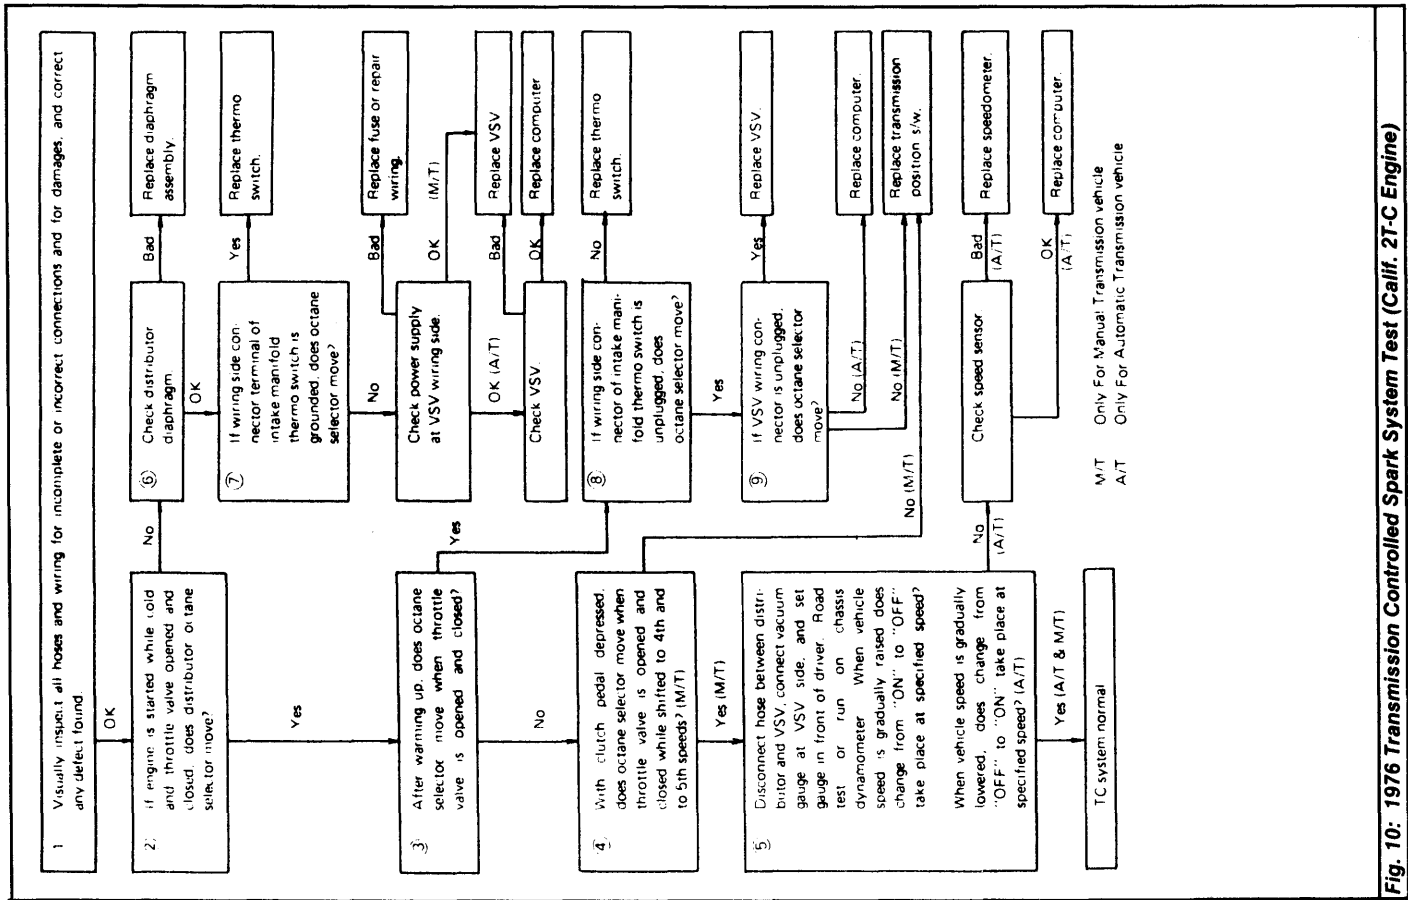 1 Visually inspect all hoses and wiring for incomplete or incorrect connections and for damages, and correct
any defect found.
OK
2 if engine is started while cold
and throttle valve opened and
closed, does distributor octane
selector move?
No
Yes
6 Check distributor
diaphragm.
Bad
OK
Replace diaphragm
assembly.
7 If wiring side con-
nector terminal of
intake manifold
thermo switch is
grounded, does octane
selector move?
Yes
No
Replace thermo
switch.
Check power supply
at VSV wiring side.
Bad
OK (M/T)
OK (A/T)
Replace fuse or repair
wiring.
Check VSV.
Bad
OK
Replace VSV
Replace computer
3 After warming up, does octane
selector move when throttle
valve is opened and closed?
Yes
No
8 If wiring side con-
nector of intake mani-
fold thermo switch is
unplugged, does
octane selector move?
No
Yes
Replace thermo
switch.
4 With clutch pedal depressed,
does octane selector move when
throttle valve is opened and
closed while shifted to 4th and
to 5th speeds? (M/T)
No (M/T)
Yes (M/T)
9 If VSV wiring con-
nector is unplugged,
does octane selector
move?
Yes
No (A/T)
No (M/T)
Replace VSV.
Replace computer.
Replace transmission
position s/w.
5 Disconnect hose between distri-
butor and VSV, connect vacuum
gauge at VSV side, and set
gauge in front of driver. Road
test or run on chassis
dynamometer When vehicle
speed is gradually raised does
change from "ON" to "OFF"
take place at specified speed?
When vehicle speed is gradually
lowered, does change from
"OFF" to "ON" take place at
specified speed? (A/T)
No
(A/T)
Yes (A/T & M/T)
Check speed sensor
Bad
(A/T)
OK
(A/T)
Replace speedometer.
Replace computer.
TC system normal
M/T Only For Manual Transmission vehicle
A/T Only For Automatic Transmission vehicle
Fig. 10: 1976 Transmission Controlled Spark System Test (Calif. 2T-C Engine)